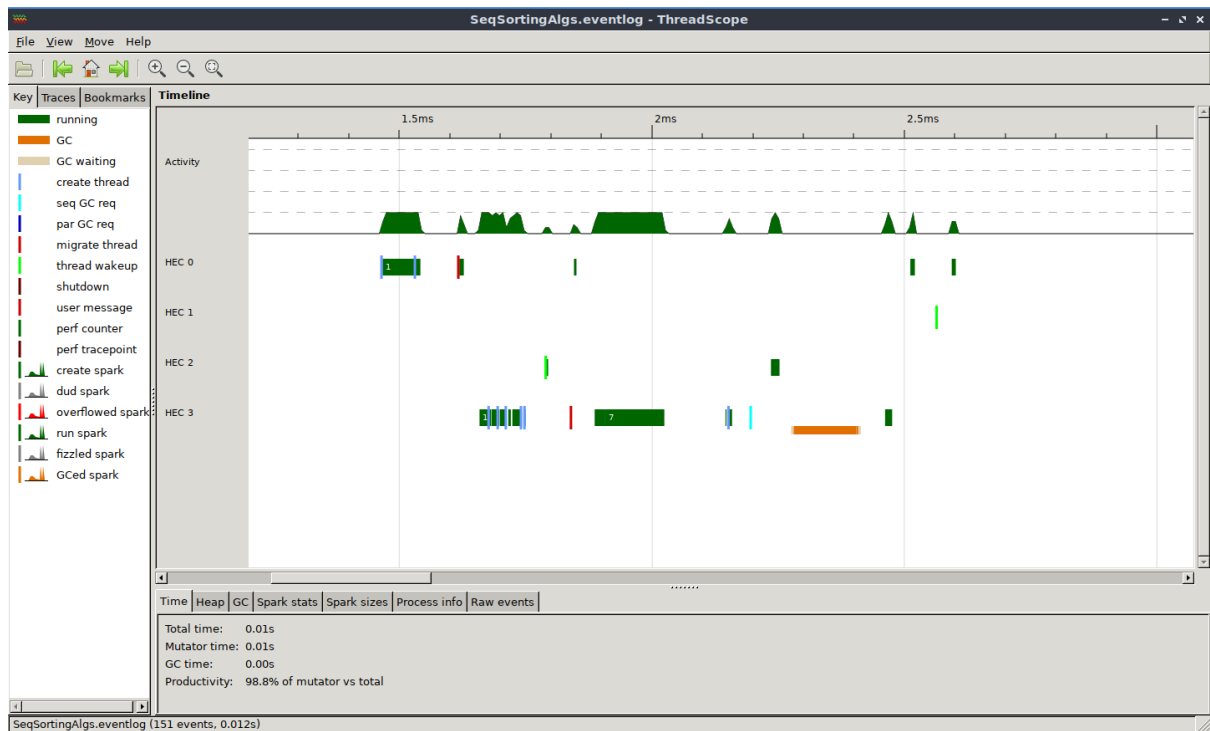 SeqSortingAlgs.eventlog - ThreadScope
File View Move Help
Key Traces Bookmarks
running
GC
GC waiting
create thread
seq GC req
par GC req
migrate thread
thread wakeup
shutdown
user message
perf counter
perf tracepoint
create spark
dud spark
overflowed spark
run spark
fizzled spark
GCed spark
Timeline
1.5ms 2ms 2.5ms
Activity
HEC 0
1
HEC 1
HEC 2
HEC 3
1 7
Time Heap GC Spark stats Spark sizes Process info Raw events
Total time: 0.01s
Mutator time: 0.01s
GC time: 0.00s
Productivity: 98.8% of mutator vs total
SeqSortingAlgs.eventlog (151 events, 0.012s)